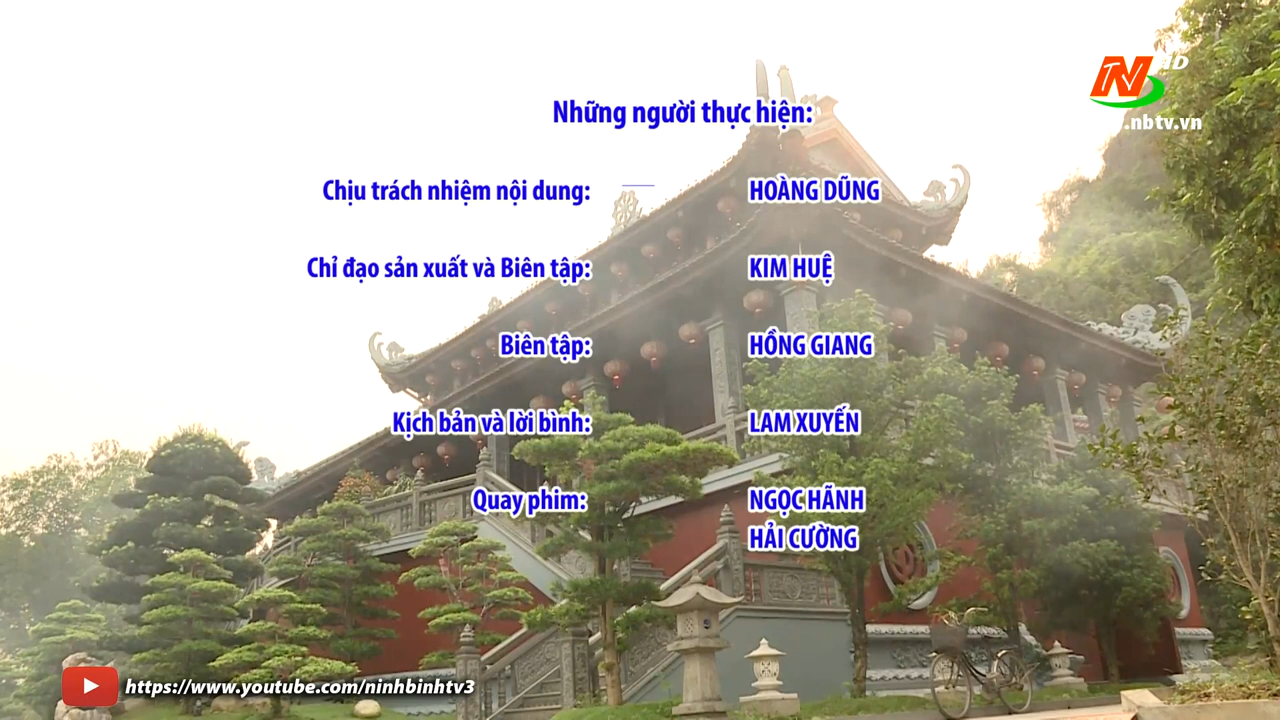 HD
.nbtv.vn
Những người thực hiện:
Chịu trách nhiệm nội dung: HOÀNG DŨNG
Chỉ đạo sản xuất và Biên tập: KIM HUỆ
Biên tập: HỒNG GIANG
Kịch bản và lời bình: LAM XUYẾN
Quay phim: NGỌC HÃNH
HẢI CƯỜNG
https://www.youtube.com/ninhbinhtv3